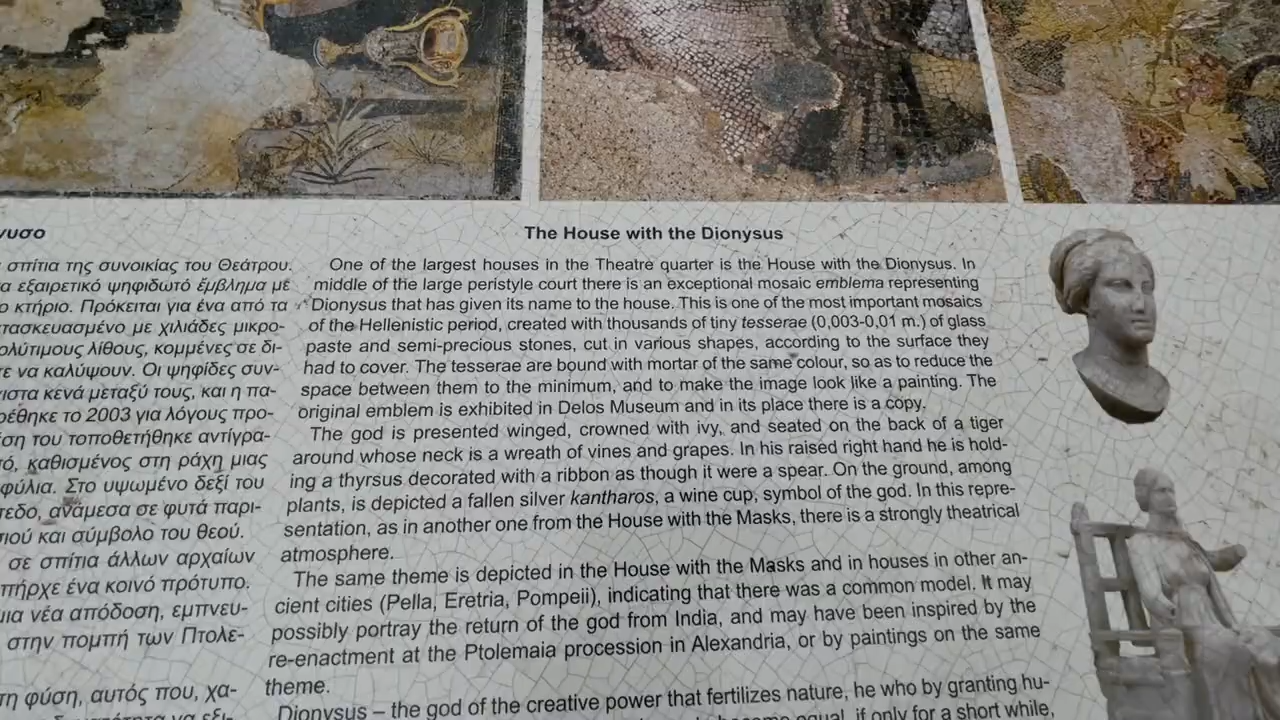 νυσο
σπίτια της συνοικίας του Θεάτρου.
α εξαιρετικό ψηφιδωτό έμβλημα με
ο κτήριο. Πρόκειται για ένα από τα
τασκευασμένο με χιλιάδες μικρο-
ολύτιμους λίθους, κομμένες σε δι-
ε να καλύψουν. Οι ψηφίδες συν-
ιστα κενά μεταξύ τους, και η πα-
ρέθηκε το 2003 για λόγους προ-
έση του τοποθετήθηκε αντίγρα-
ό, καθισμένος στη ράχη μιας
φύλια. Στο υψωμένο δεξί του
πεδο, ανάμεσα σε φυτά παρι-
σιού και σύμβολο του θεού.
σε σπίτια άλλων αρχαίων
πήρχε ένα κοινό πρότυπο.
μια νέα απόδοση, εμπνευ-
στην πομπή των Πτολε-
τη φύση, αυτός που, χα-
The House with the Dionysus
One of the largest houses in the Theatre quarter is the House with the Dionysus. In
middle of the large peristyle court there is an exceptional mosaic emblema representing
Dionysus that has given its name to the house. This is one of the most important mosaics
of the Hellenistic period, created with thousands of tiny tesserae (0,003-0,01 m.) of glass
paste and semi-precious stones, cut in various shapes, according to the surface they
had to cover. The tesserae are bound with mortar of the same colour, so as to reduce the
space between them to the minimum, and to make the image look like a painting. The
original emblem is exhibited in Delos Museum and in its place there is a copy.
The god is presented winged, crowned with ivy, and seated on the back of a tiger
around whose neck is a wreath of vines and grapes. In his raised right hand he is hold-
ing a thyrsus decorated with a ribbon as though it were a spear. On the ground, among
plants, is depicted a fallen silver kantharos, a wine cup, symbol of the god. In this repre-
sentation, as in another one from the House with the Masks, there is a strongly theatrical
atmosphere.
The same theme is depicted in the House with the Masks and in houses in other an-
cient cities (Pella, Eretria, Pompeii), indicating that there was a common model. It may
possibly portray the return of the god from India, and may have been inspired by the
re-enactment at the Ptolemaia procession in Alexandria, or by paintings on the same
theme.
Dionysus – the god of the creative power that fertilizes nature, he who by granting hu-
equal, if only for a short while,